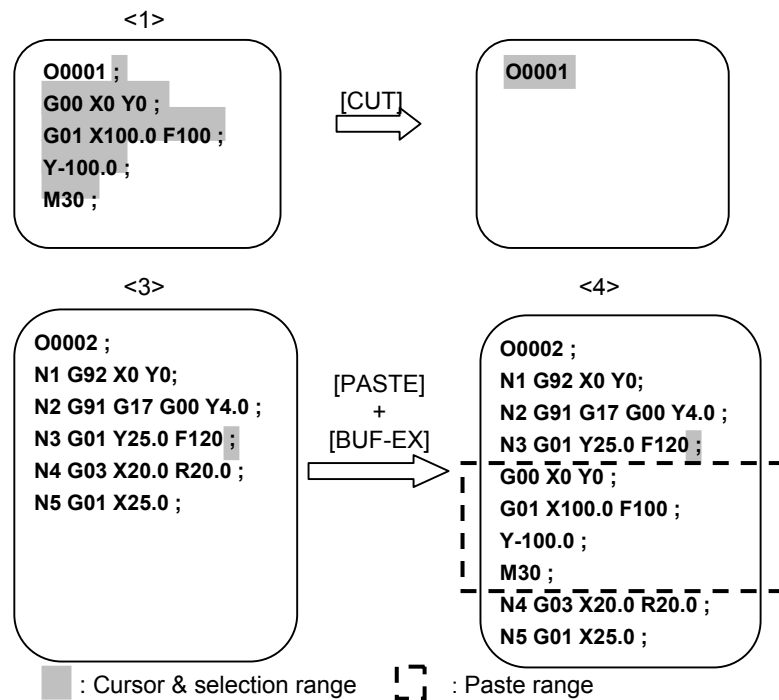 <1>
O0001 ;
G00 X0 Y0 ;
G01 X100.0 F100 ;
Y-100.0 ;
M30 ;
[CUT]
O0001
<3>
O0002 ;
N1 G92 X0 Y0;
N2 G91 G17 G00 Y4.0 ;
N3 G01 Y25.0 F120 ;
N4 G03 X20.0 R20.0 ;
N5 G01 X25.0 ;
[PASTE]
+
[BUF-EX]
<4>
O0002 ;
N1 G92 X0 Y0;
N2 G91 G17 G00 Y4.0 ;
N3 G01 Y25.0 F120 ;
G00 X0 Y0 ;
G01 X100.0 F100 ;
Y-100.0 ;
M30 ;
N4 G03 X20.0 R20.0 ;
N5 G01 X25.0 ;
: Cursor & selection range
: Paste range